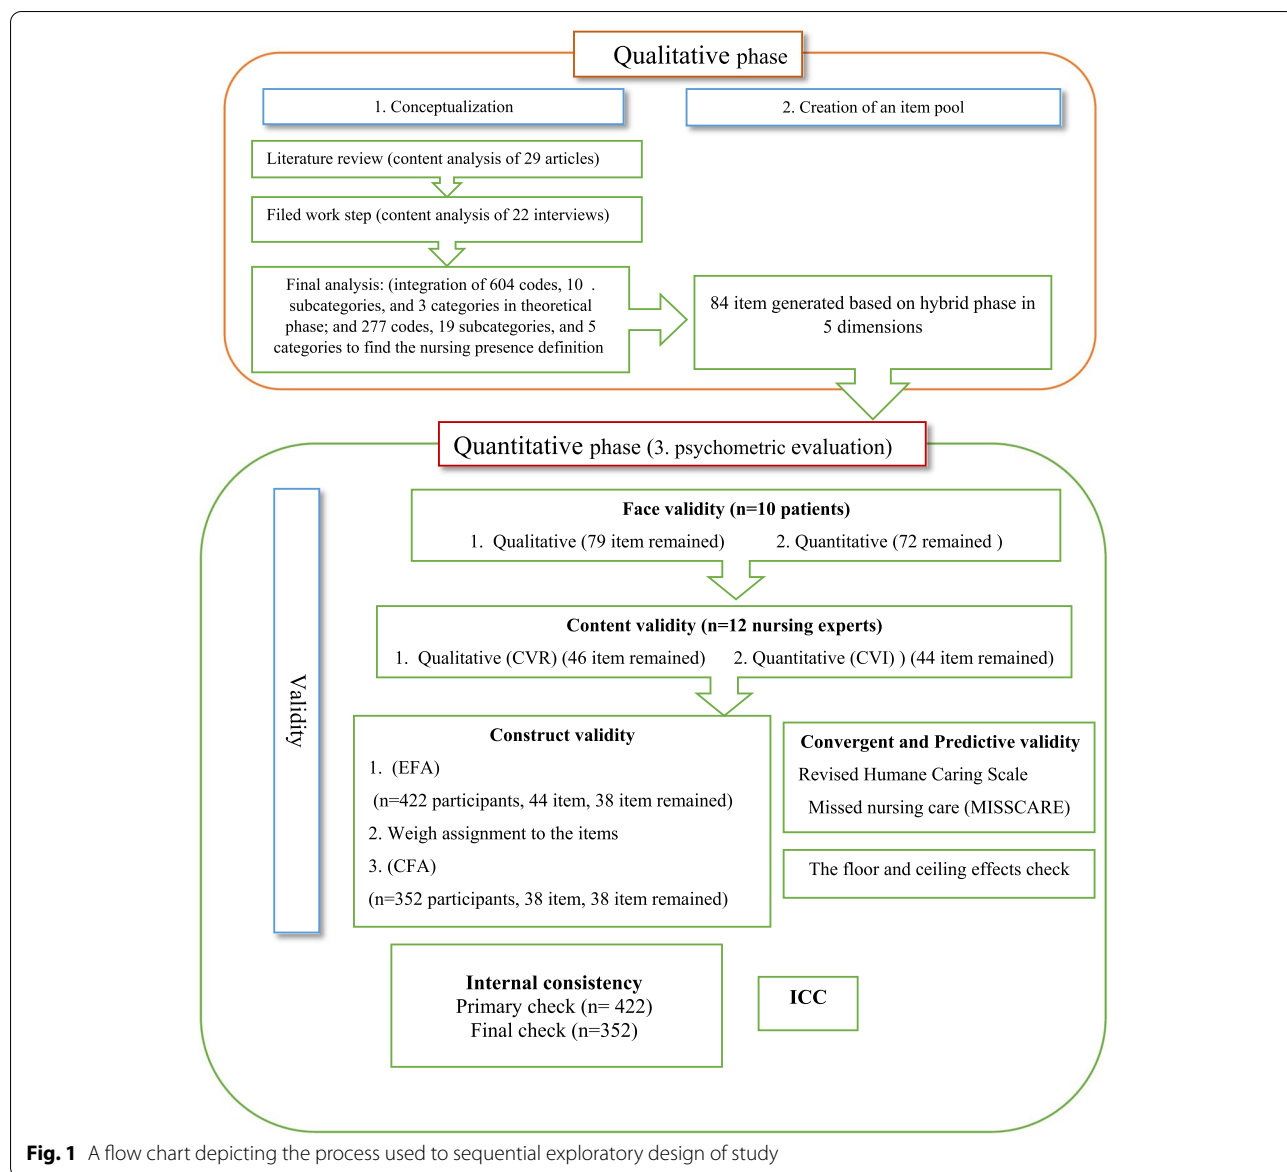 Qualitative phase
1. Conceptualization
2. Creation of an item pool
Literature review (content analysis of 29 articles)
Filed work step (content analysis of 22 interviews)
Final analysis: (integration of 604 codes, 10 .
subcategories, and 3 categories in theoretical
phase; and 277 codes, 19 subcategories, and 5
categories to find the nursing presence definition
84 item generated based on hybrid phase in
5 dimensions
Quantitative phase (3. psychometric evaluation)
Validity
Face validity (n=10 patients)
1. Qualitative (79 item remained) 2. Quantitative (72 remained )
Content validity (n=12 nursing experts)
1. Qualitative (CVR) (46 item remained) 2. Quantitative (CVI) ) (44 item remained)
Construct validity
1. (EFA)
(n=422 participants, 44 item, 38 item remained)
2. Weigh assignment to the items
3. (CFA)
(n=352 participants, 38 item, 38 item remained)
Convergent and Predictive validity
Revised Humane Caring Scale
Missed nursing care (MISSCARE)
The floor and ceiling effects check
Internal consistency
Primary check (n= 422)
Final check (n=352)
ICC
Fig. 1 A flow chart depicting the process used to sequential exploratory design of study